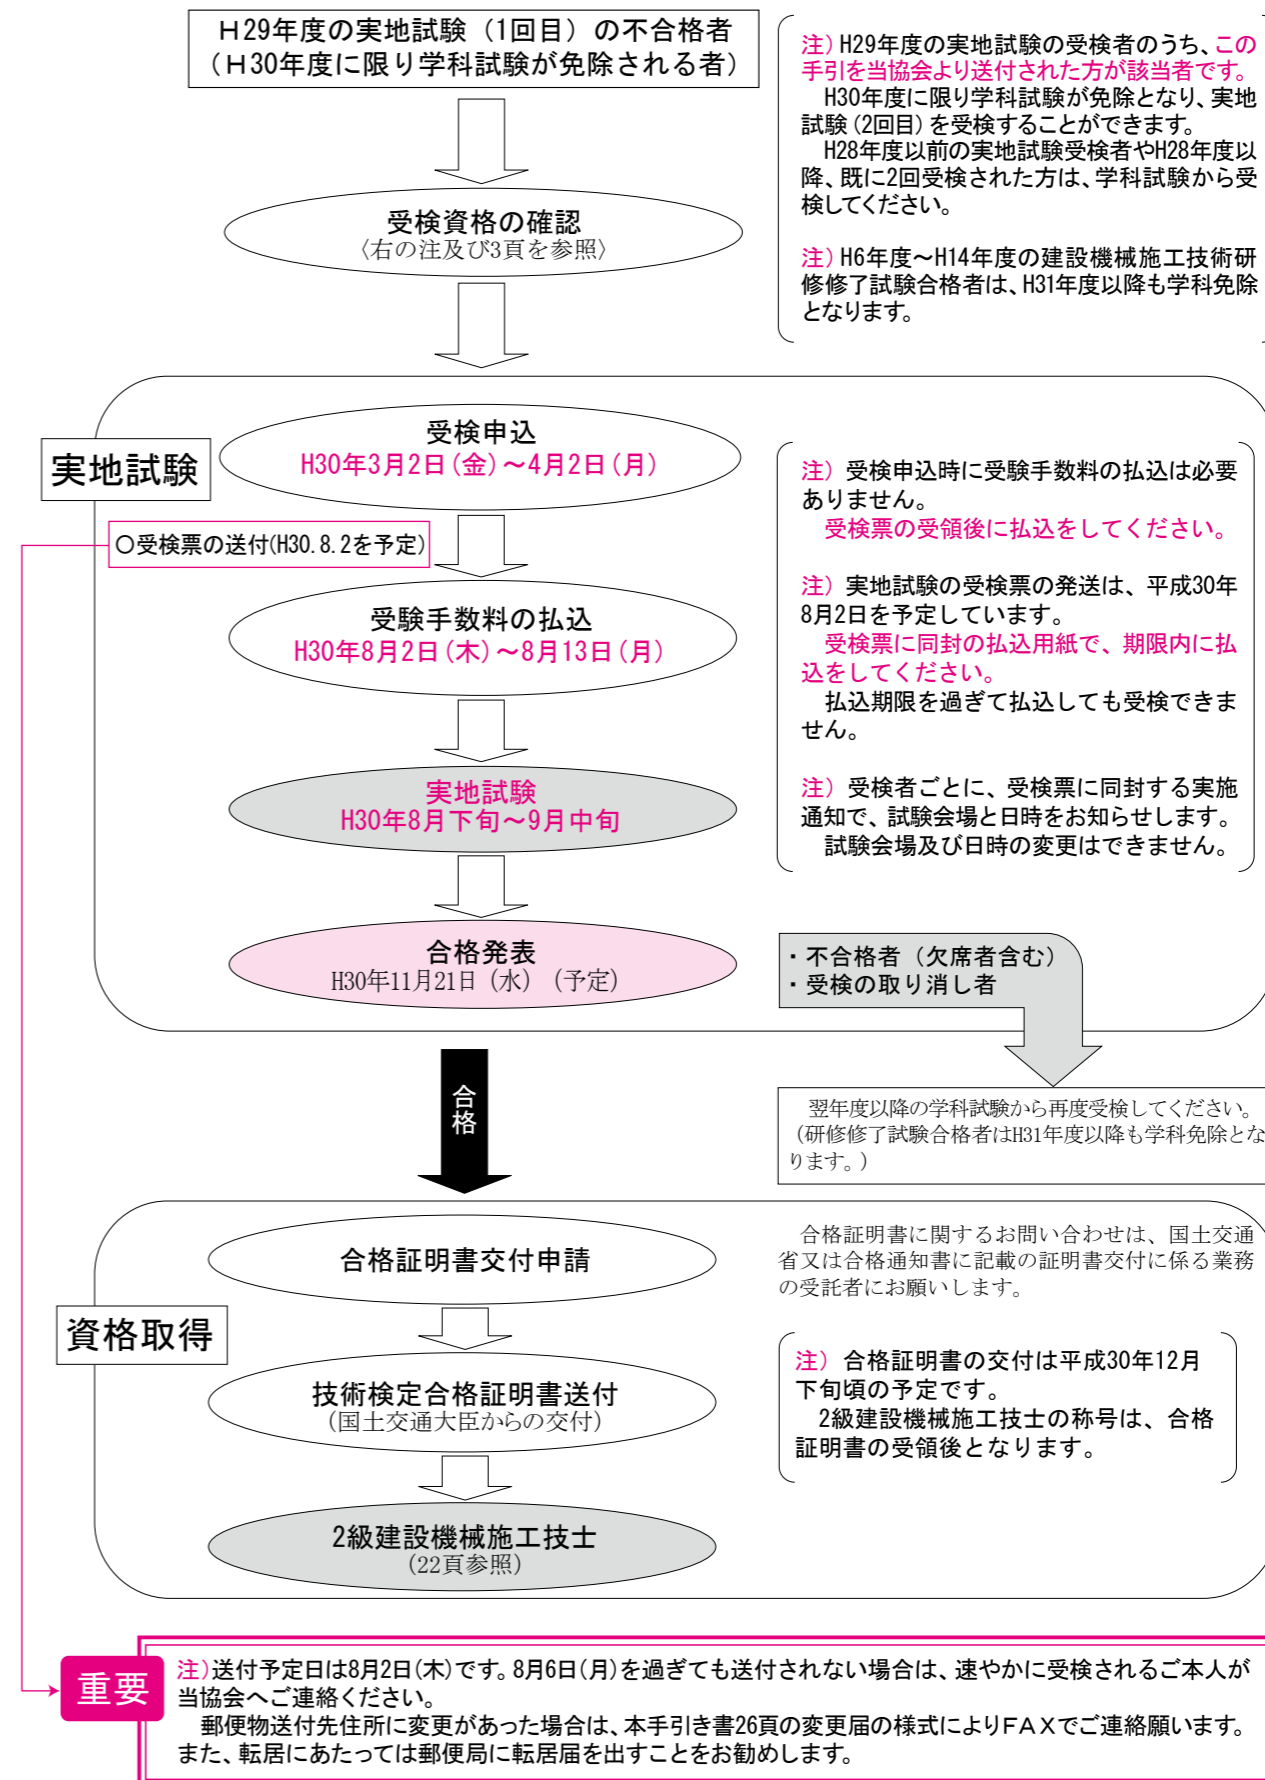 H29年度の実地試験（1回目）の不合格者
（H30年度に限り学科試験が免除される者）
注）H29年度の実地試験の受検者のうち、この
手引を当協会より送付された方が該当者です。
H30年度に限り学科試験が免除となり、実地
試験（2回目）を受検することができます。
H28年度以前の実地試験受検者やH28年度以
降、既に2回受検された方は、学科試験から受
検してください。
注）H6年度～H14年度の建設機械施工技術研
修修了試験合格者は、H31年度以降も学科免除
となります。
受検資格の確認
〈右の注及び3頁を参照〉
実地試験
受検申込
H30年3月2日（金）～4月2日（月）
〇受検票の送付(H30.8.2を予定)
受験手数料の払込
H30年8月2日（木）～8月13日（月）
実地試験
H30年8月下旬～9月中旬
合格発表
H30年11月21日（水）（予定）
注）受検申込時に受験手数料の払込は必要
ありません。
受検票の受領後に払込をしてください。
注）実地試験の受検票の発送は、平成30年
8月2日を予定しています。
受検票に同封の払込用紙で、期限内に払
込をしてください。
払込期限を過ぎて払込しても受検できま
せん。
注）受検者ごとに、受検票に同封する実施
通知で、試験会場と日時をお知らせします。
試験会場及び日時の変更はできません。
・不合格者（欠席者含む）
・受検の取り消し者
合格
翌年度以降の学科試験から再度受検してください。
（研修修了試験合格者はH31年度以降も学科免除とな
ります。）
資格取得
合格証明書交付申請
技術検定合格証明書送付
（国土交通大臣からの交付）
2級建設機械施工技士
（22頁参照）
合格証明書に関するお問い合わせは、国土交通
省又は合格通知書に記載の証明書交付に係る業務
の受託者にお願いします。
注）合格証明書の交付は平成30年12月
下旬頃の予定です。
2級建設機械施工技士の称号は、合格
証明書の受領後となります。
重要
注）送付予定日は8月2日（木）です。8月6日（月）を過ぎても送付されない場合は、速やかに受検されるご本人が
当協会へご連絡ください。
郵便物送付先住所に変更があった場合は、本手引き書26頁の変更届の様式によりFAXでご連絡願います。
また、転居にあたっては郵便局に転居届を出すことをお勧めします。